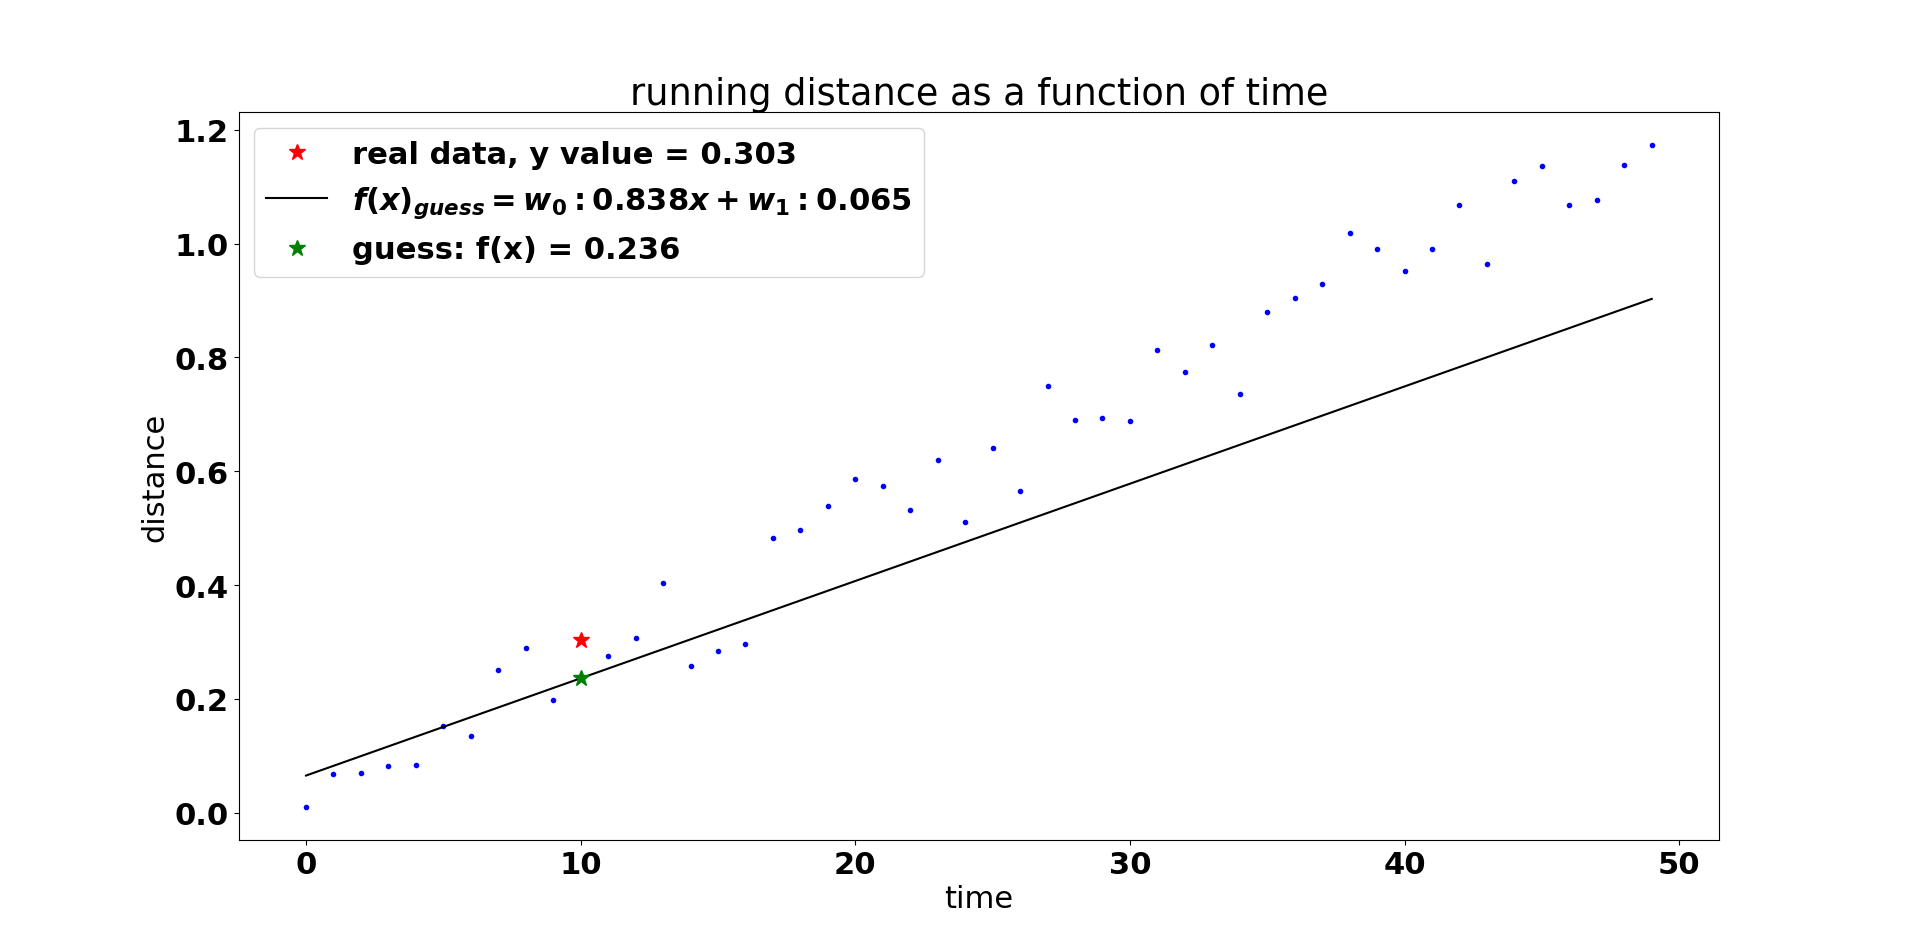 running distance as a function of time
real data, y value = 0.303
f(x)guess = w0 : 0.838x + w1 : 0.065
guess: f(x) = 0.236
1.2
1.0
0.8
0.6
0.4
0.2
0.0
distance
0 10 20 30 40 50
time